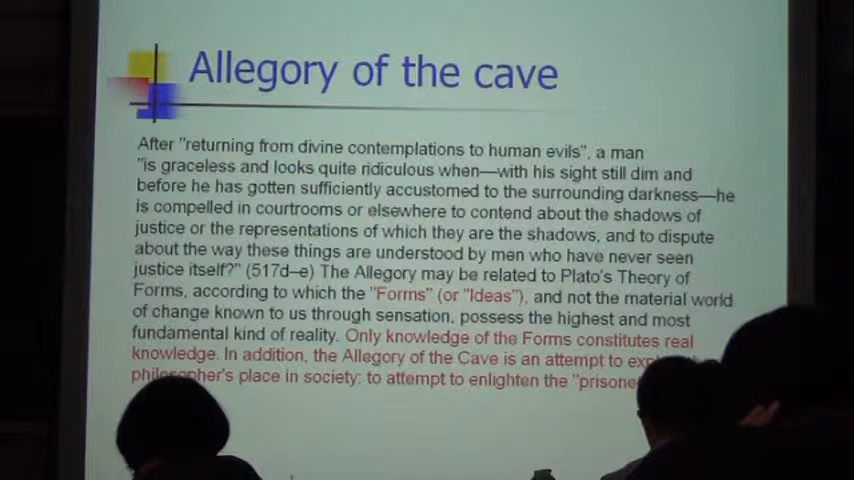 Allegory of the cave
After "returning from divine contemplations to human evils", a man
"is graceless and looks quite ridiculous when—with his sight still dim and
before he has gotten sufficiently accustomed to the surrounding darkness—he
is compelled in courtrooms or elsewhere to contend about the shadows of
justice or the representations of which they are the shadows, and to dispute
about the way these things are understood by men who have never seen
justice itself?" (517d–e) The Allegory may be related to Plato's Theory of
Forms, according to which the "Forms" (or "Ideas"), and not the material world
of change known to us through sensation, possess the highest and most
fundamental kind of reality. Only knowledge of the Forms constitutes real
knowledge. In addition, the Allegory of the Cave is an attempt to
philosopher's place in society: to attempt to enlighten the